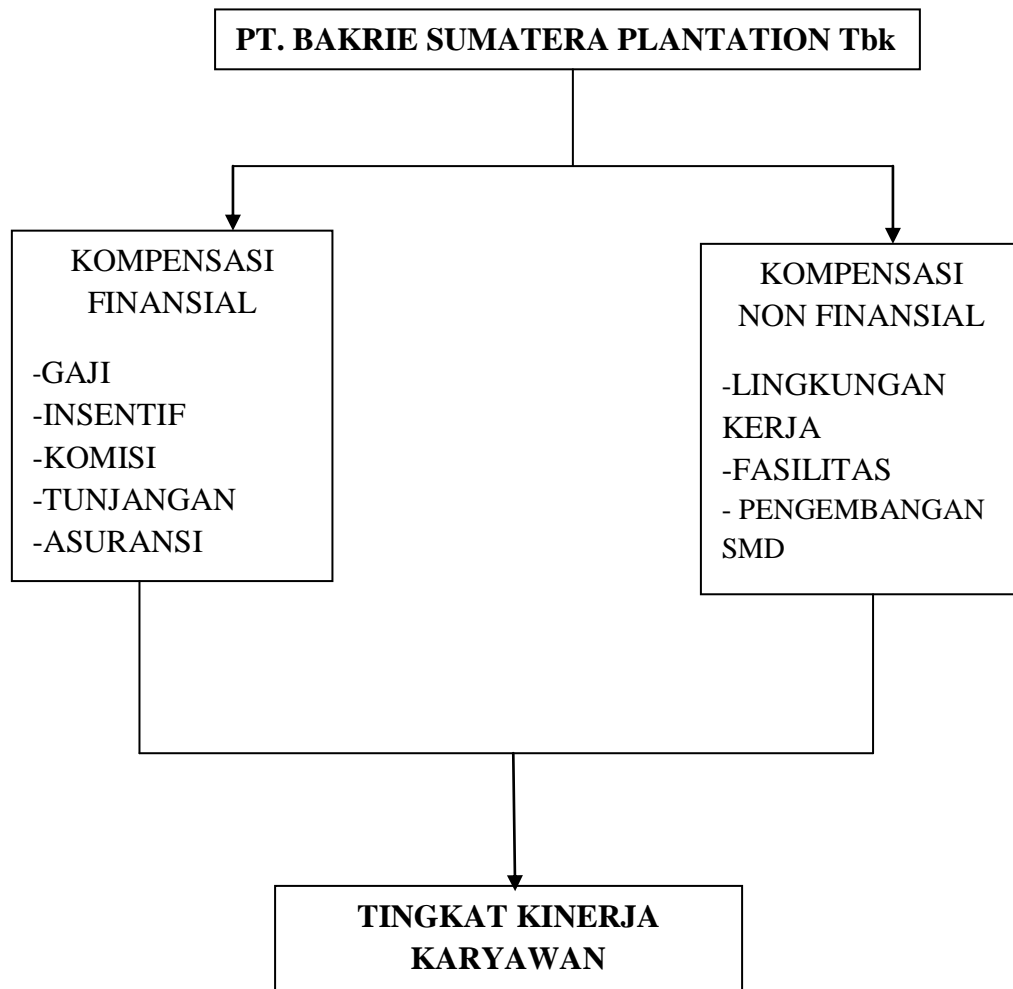 PT. BAKRIE SUMATERA PLANTATION Tbk
KOMPENSASI
FINANSIAL
-GAJI
-INSENTIF
-KOMISI
-TUNJANGAN
-ASURANSI
KOMPENSASI
NON FINANSIAL
-LINGKUNGAN
KERJA
-FASILITAS
- PENGEMBANGAN
SMD
TINGKAT KINERJA
KARYAWAN